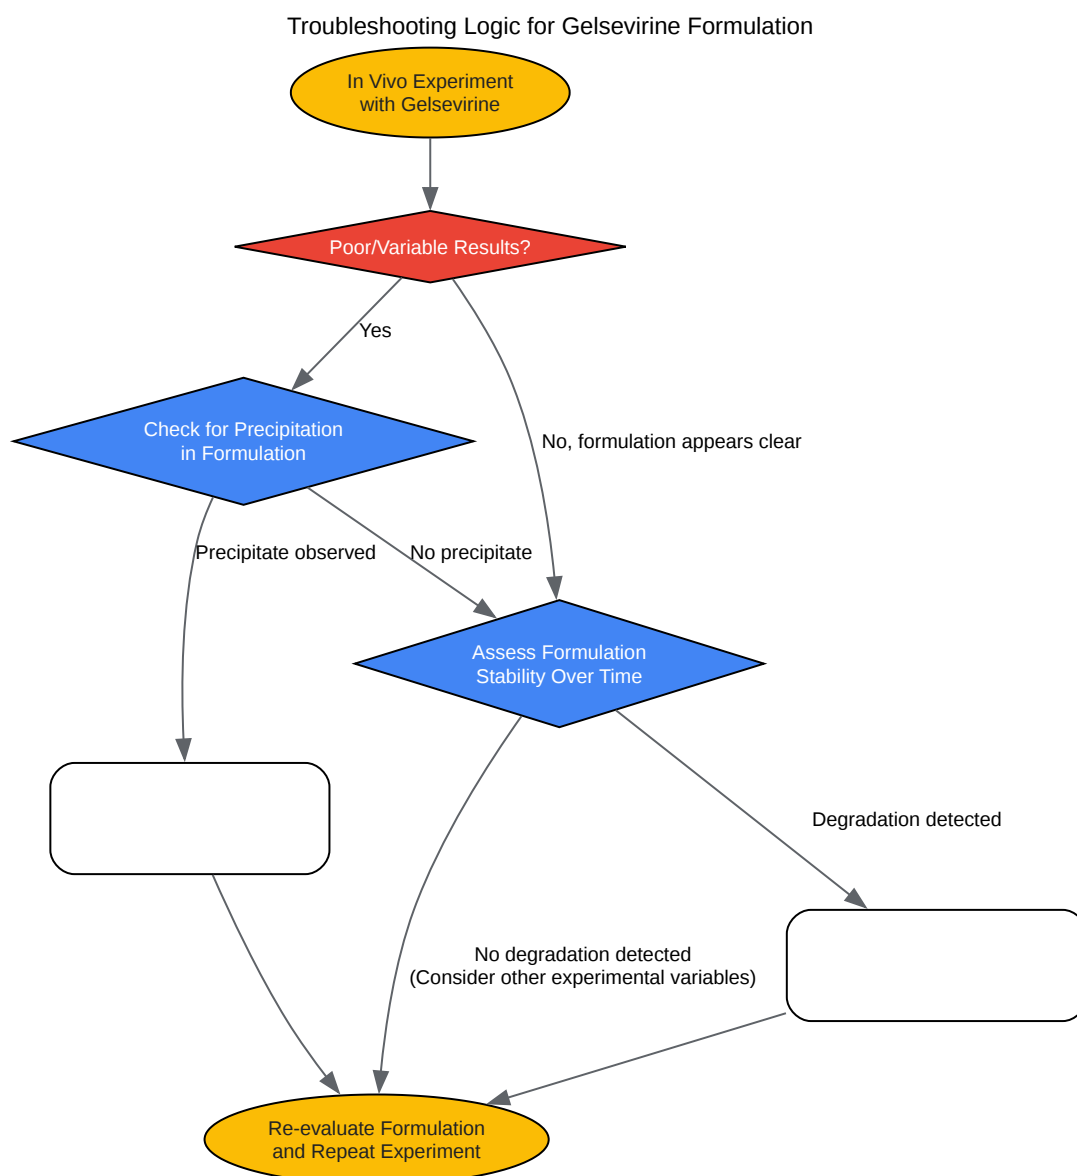 Troubleshooting Logic for Gelsevirine Formulation
In Vivo Experiment
with Gelsevirine
Poor/Variable Results?
Yes
Check for Precipitation
in Formulation
No, formulation appears clear
Precipitate observed
No precipitate
Assess Formulation
Stability Over Time
Degradation detected
No degradation detected
(Consider other experimental variables)
Re-evaluate Formulation
and Repeat Experiment